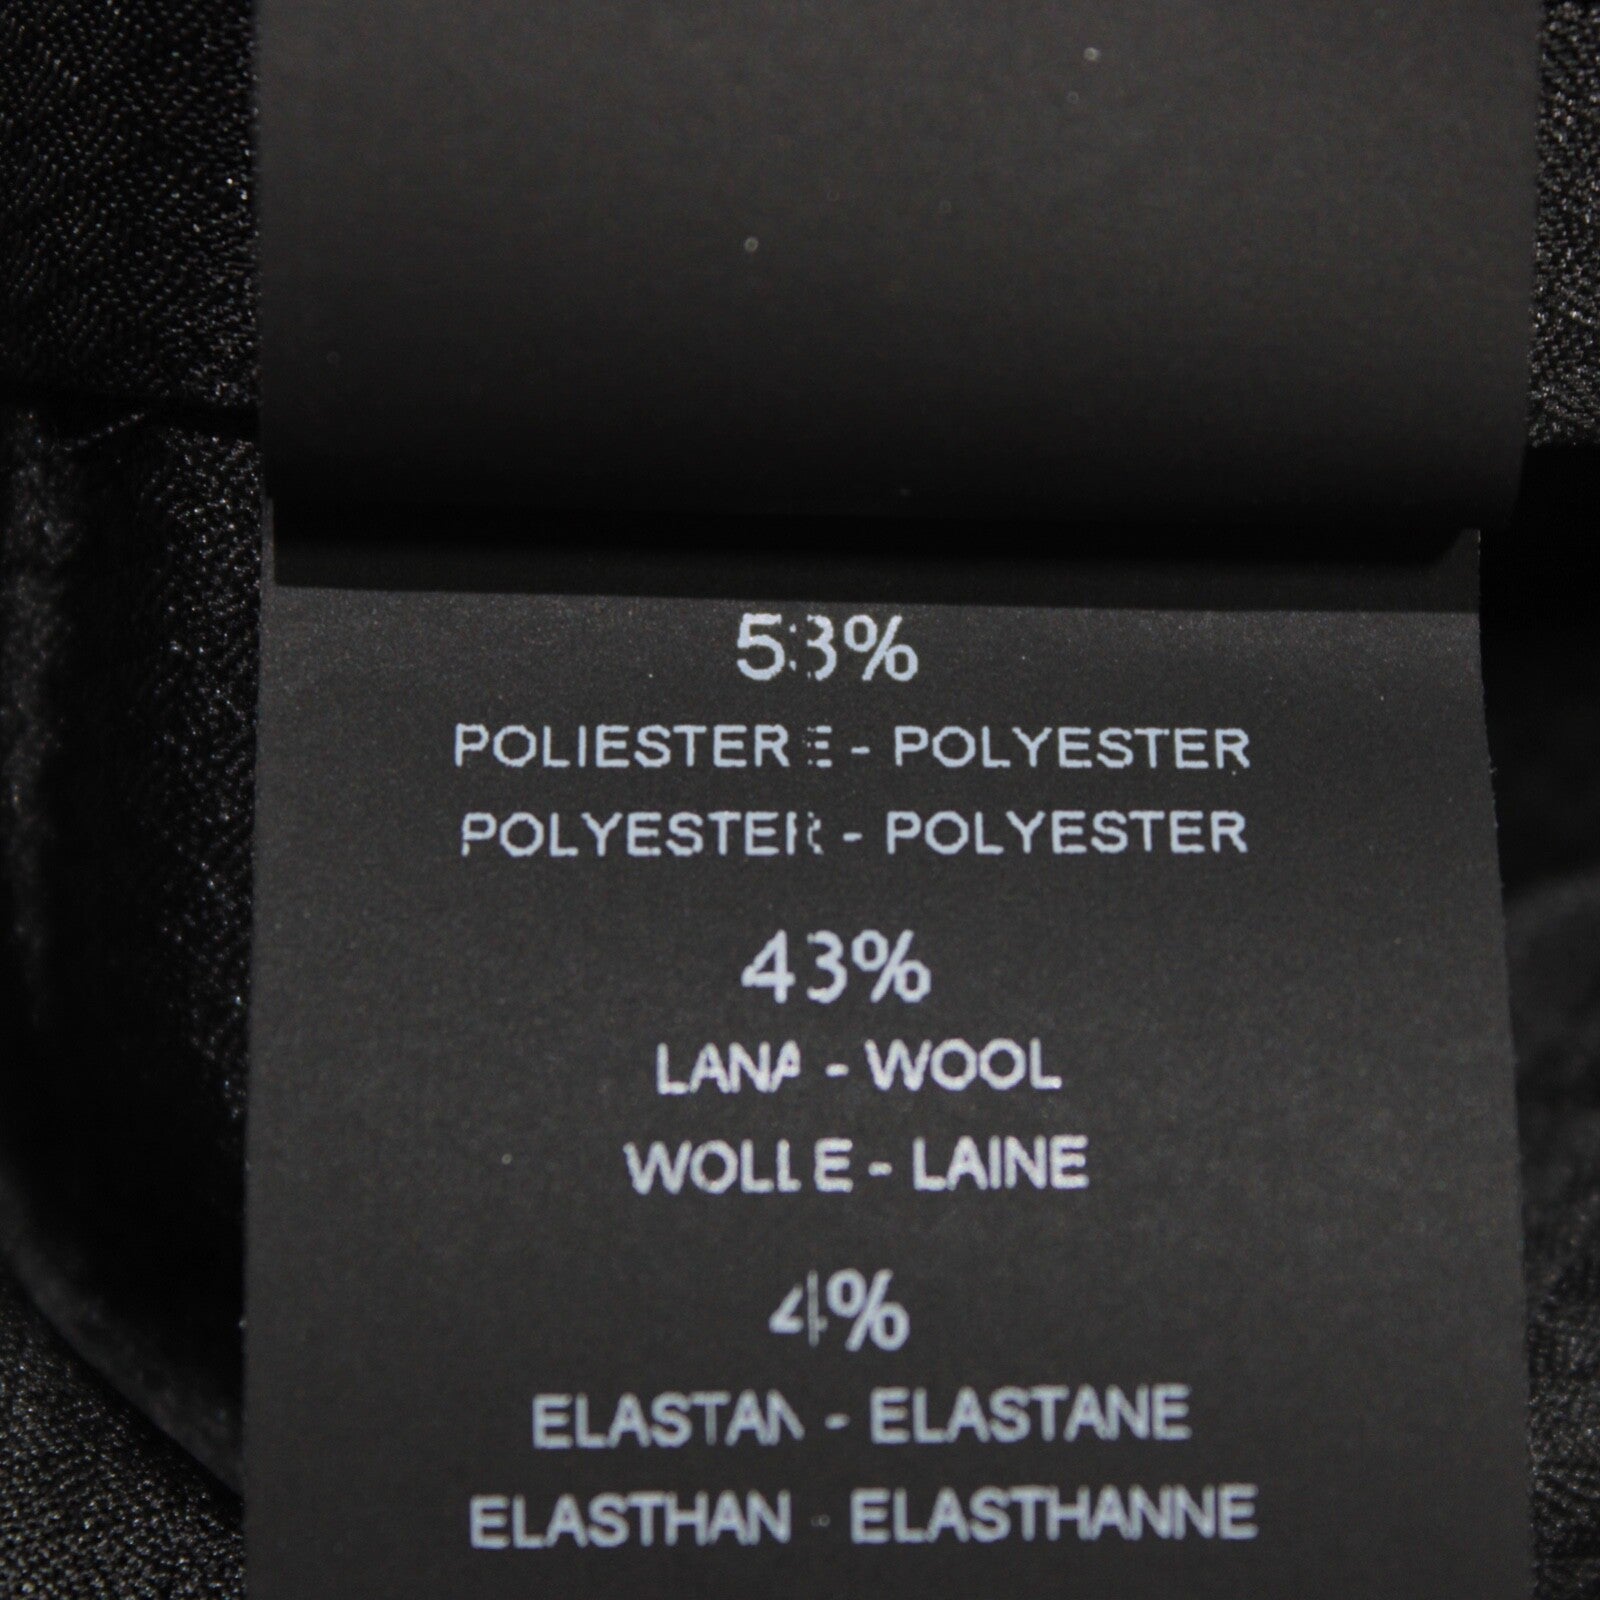 53%
POLIESTERE - POLYESTER
POLYESTER - POLYESTER
43%
LANA - WOOL
WOLLE - LAINE
4%
ELASTAN - ELASTANE
ELASTHAN - ELASTHANNE